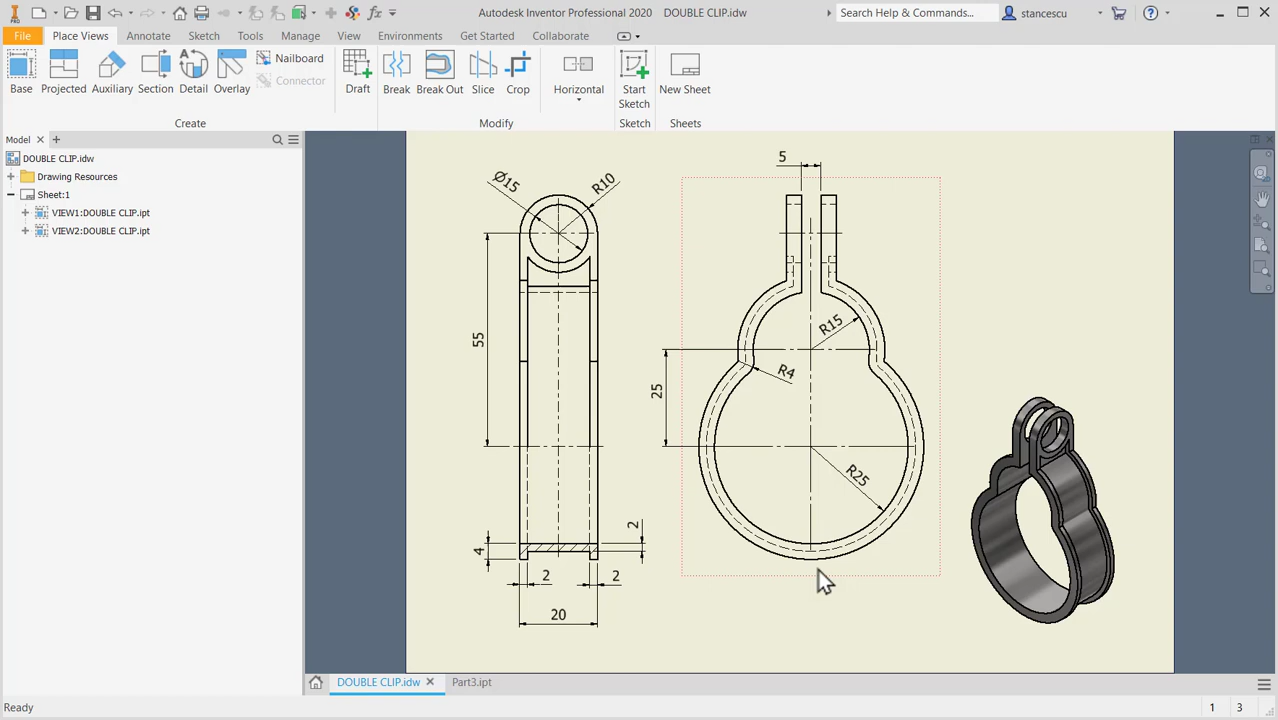 Autodesk Inventor Professional 2020 DOUBLE CLIP.idw
Search Help & Commands...
stancescu
PRO
fx
File
Place Views
Annotate
Sketch
Tools
Manage
View
Environments
Get Started
Collaborate
Base
Projected
Auxiliary
Section
Detail
Overlay
Nailboard
Connector
Draft
Break
Break Out
Slice
Crop
Horizontal
Start
Sketch
New Sheet
Create
Modify
Sketch
Sheets
Model
DOUBLE CLIP.idw
Drawing Resources
Sheet:1
VIEW1:DOUBLE CLIP.ipt
VIEW2:DOUBLE CLIP.ipt
Ø15
R10
55
4
2
2
2
20
5
R15
R4
25
R25
DOUBLE CLIP.idw
Part3.ipt
Ready
1
3